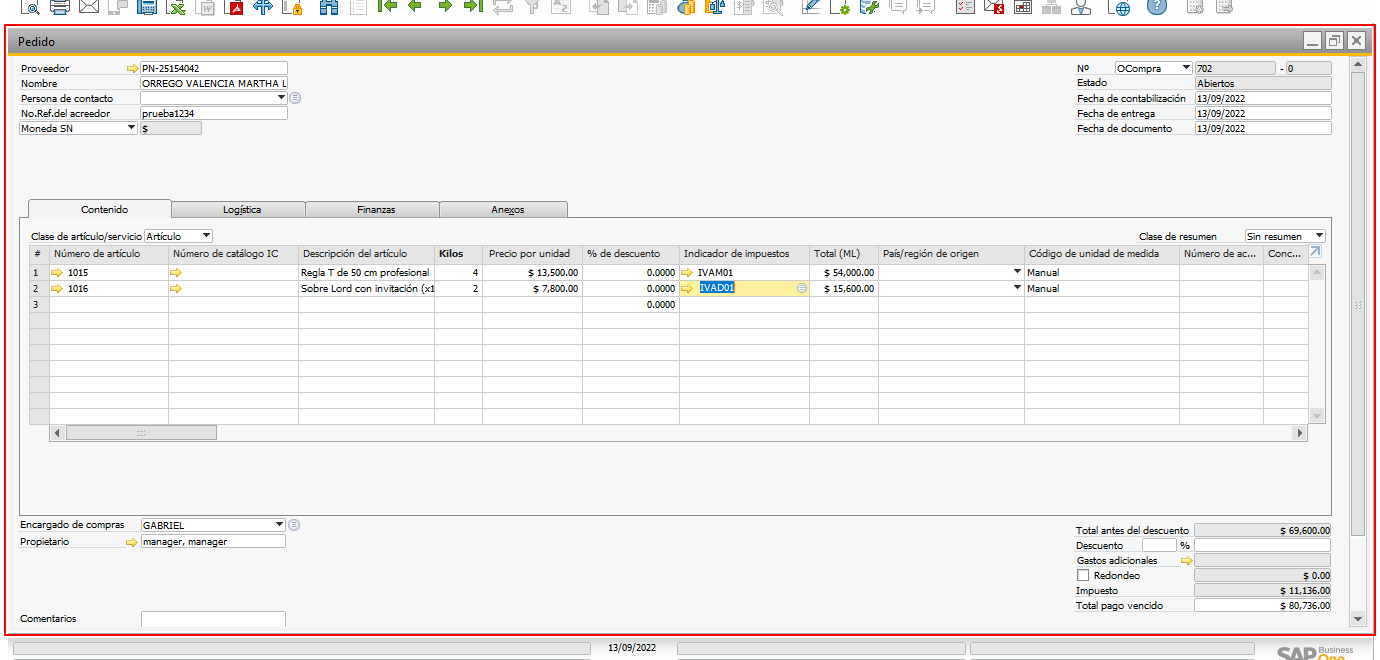 Pedido
Proveedor PN-25154042
Nombre ORREGO VALENCIA MARTHA L
Persona de contacto
No.Ref.del acreedor prueba1234
Moneda SN $
Nº OCompra 702 - 0
Estado Abiertos
Fecha de contabilización 13/09/2022
Fecha de entrega 13/09/2022
Fecha de documento 13/09/2022
Contenido Logística Finanzas Anexos
Clase de artículo/servicio Artículo Clase de resumen Sin resumen
# Número de artículo Número de catálogo IC Descripción del artículo Kilos Precio por unidad % de descuento Indicador de impuestos Total (ML) País/región de origen Código de unidad de medida Número de ac... Conc...
1 1015 Regla T de 50 cm profesional 4 $ 13,500.00 0.0000 IVAM01 $ 54,000.00 Manual
2 1016 Sobre Lord con invitación (x1 2 $ 7,800.00 0.0000 IVAD01 $ 15,600.00 Manual
3 0.0000
Encargado de compras GABRIEL
Propietario manager, manager
Total antes del descuento $ 69,600.00
Descuento %
Gastos adicionales
Redondeo $ 0.00
Impuesto $ 11,136.00
Total pago vencido $ 80,736.00
Comentarios
13/09/2022
SAP Business One